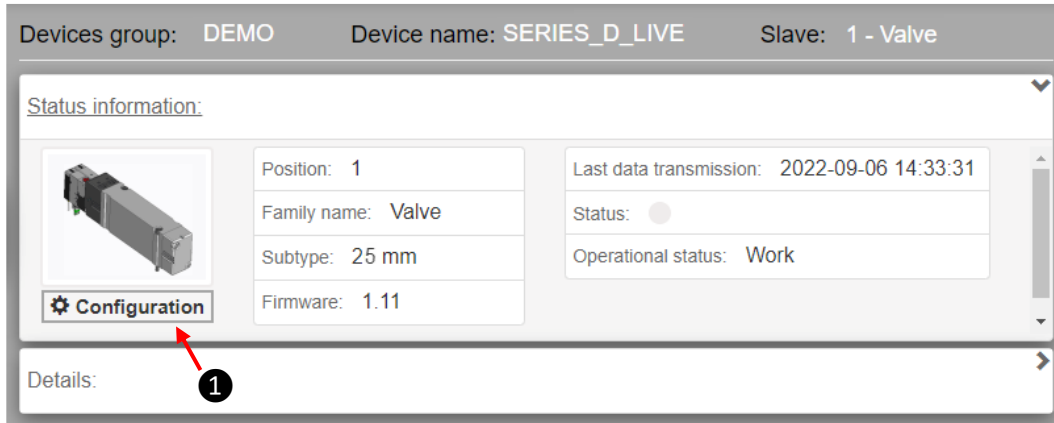 Devices group: DEMO Device name: SERIES_D_LIVE Slave: 1 - Valve
Status information:
Position: 1
Family name: Valve
Subtype: 25 mm
Firmware: 1.11
Last data transmission: 2022-09-06 14:33:31
Status:
Operational status: Work
Configuration
1
Details: